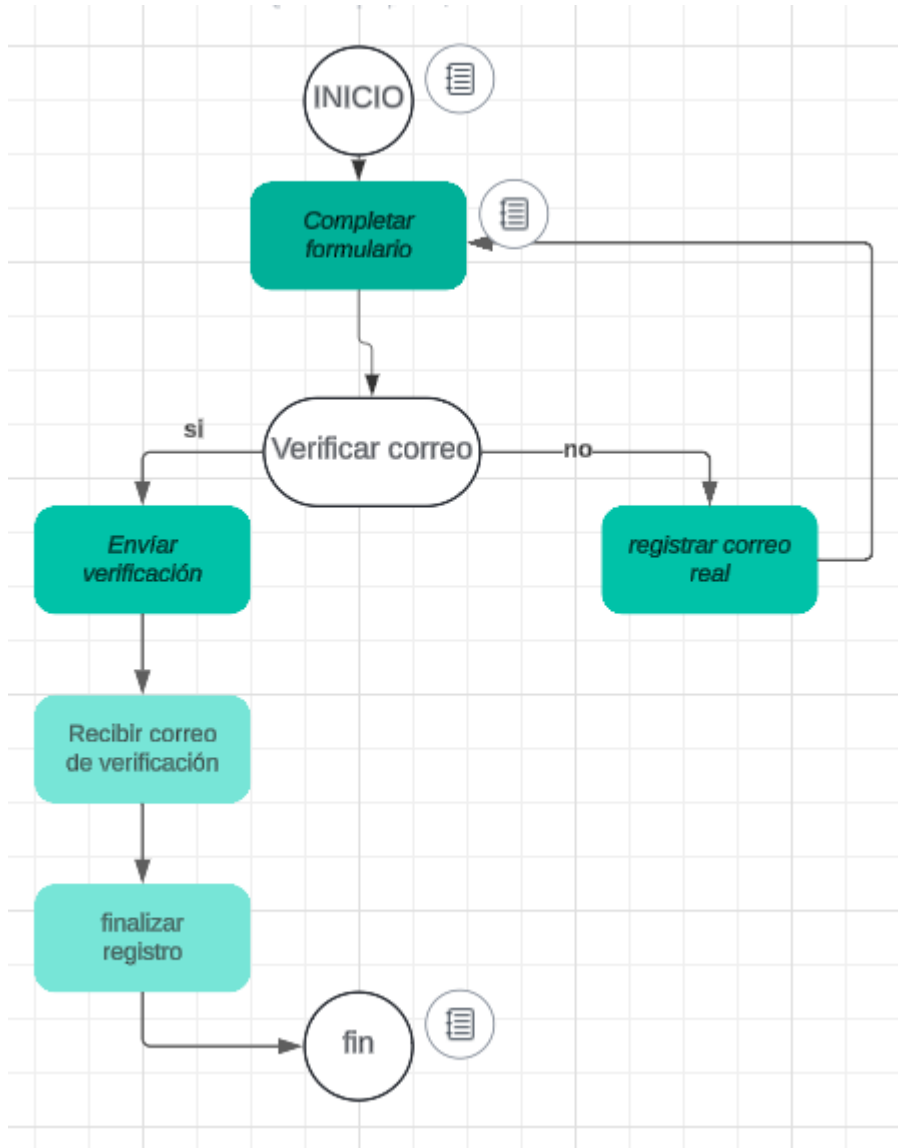 INICIO
Completar
formulario
Verificar correo
si
no
Envíar
verificación
registrar correo
real
Recibir correo
de verificación
finalizar
registro
fin